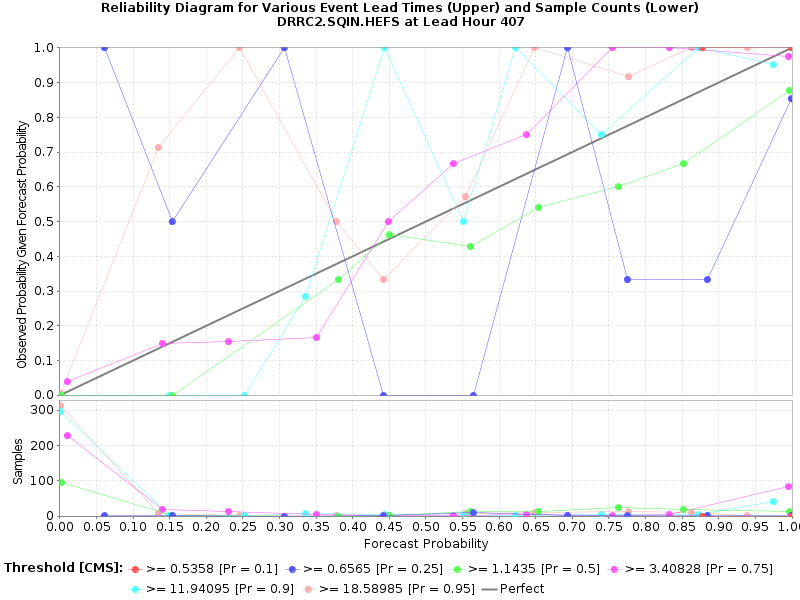 Reliability Diagram for Various Event Lead Times (Upper) and Sample Counts (Lower)
DRRC2.SQIN.HEFS at Lead Hour 407
Observed Probability Given Forecast Probability
1.0
0.9
0.8
0.7
0.6
0.5
0.4
0.3
0.2
0.1
0.0
Samples
300
200
100
0
0.00 0.05 0.10 0.15 0.20 0.25 0.30 0.35 0.40 0.45 0.50 0.55 0.60 0.65 0.70 0.75 0.80 0.85 0.90 0.95 1.0
Forecast Probability
Threshold [CMS]: >= 0.5358 [Pr = 0.1] >= 0.6565 [Pr = 0.25] >= 1.1435 [Pr = 0.5] >= 3.40828 [Pr = 0.75]
>= 11.94095 [Pr = 0.9] >= 18.58985 [Pr = 0.95] Perfect